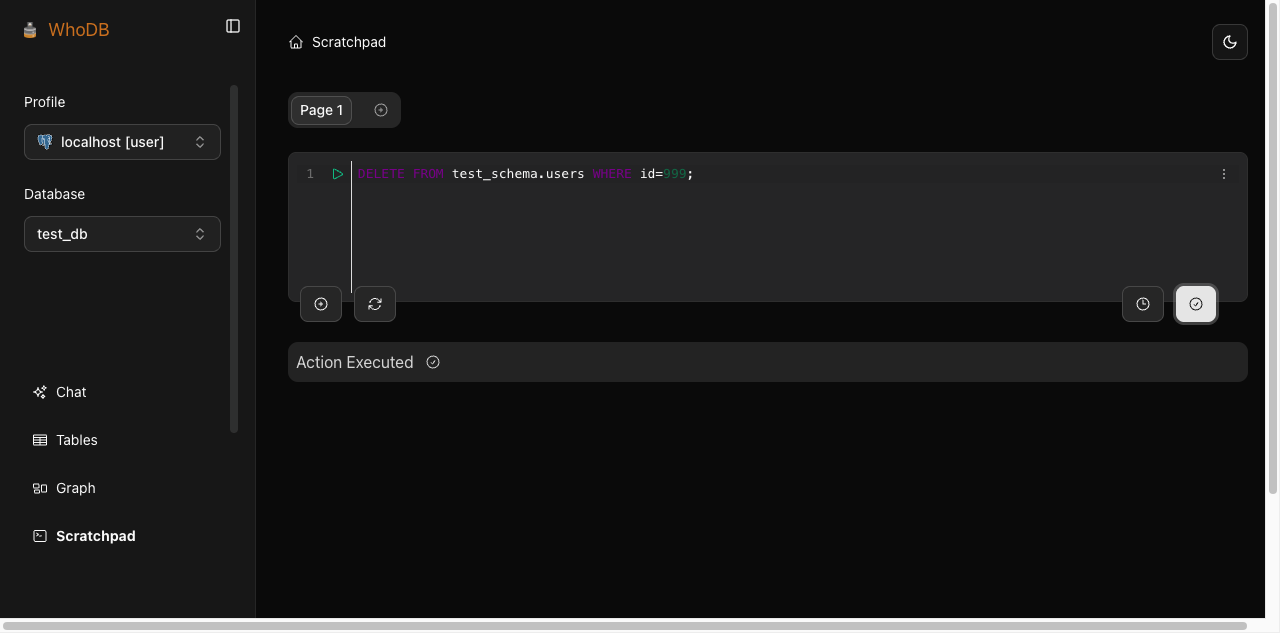 WhoDB
Scratchpad
Profile
localhost [user]
Database
test_db
Chat
Tables
Graph
Scratchpad
Page 1
1 DELETE FROM test_schema.users WHERE id=999;
Action Executed